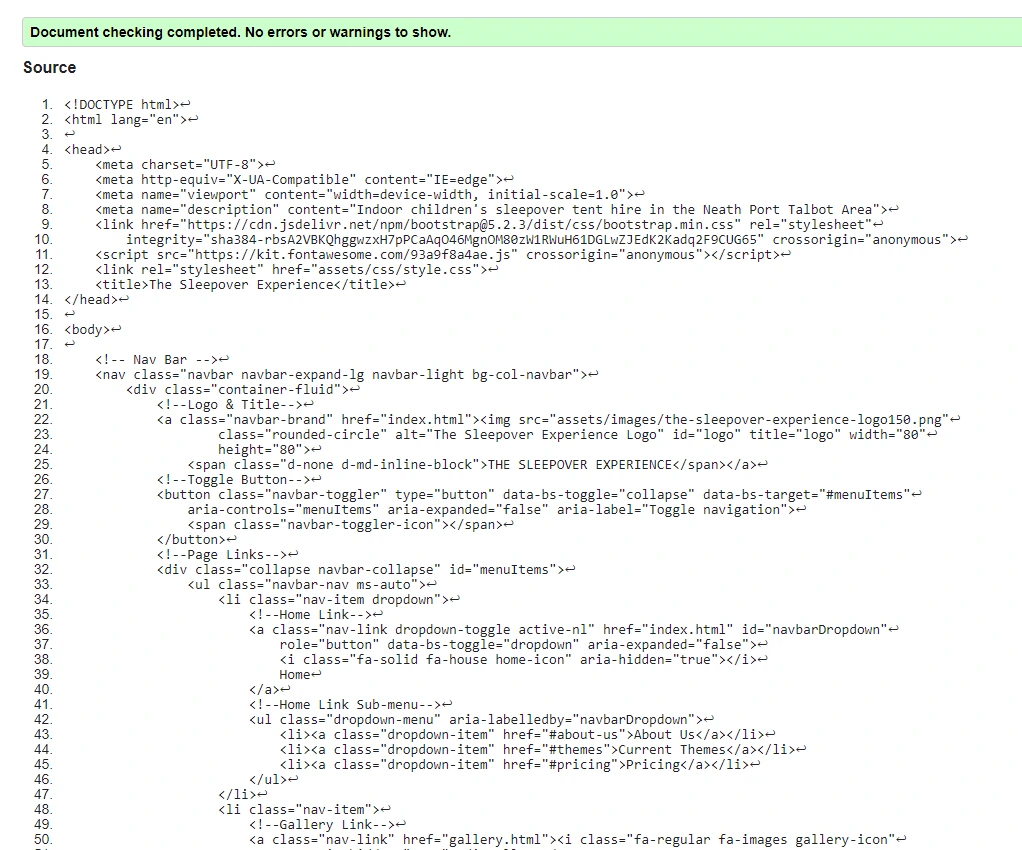 Document checking completed. No errors or warnings to show.
Source
1. <!DOCTYPE html>↩
2. <html lang="en">↩
3. ↩
4. <head>↩
5. <meta charset="UTF-8">↩
6. <meta http-equiv="X-UA-Compatible" content="IE=edge">↩
7. <meta name="viewport" content="width=device-width, initial-scale=1.0">↩
8. <meta name="description" content="Indoor children's sleepover tent hire in the Neath Port Talbot Area">↩
9. <link href="https://cdn.jsdelivr.net/npm/bootstrap@5.2.3/dist/css/bootstrap.min.css" rel="stylesheet"↩
10. integrity="sha384-rbsA2VBKQhggwzxH7pPCaAqO46MgnOM80zW1RWuH61DGLwZJEdK2Kadq2F9CUG65" crossorigin="anonymous">↩
11. <script src="https://kit.fontawesome.com/93a9f8a4ae.js" crossorigin="anonymous"></script>↩
12. <link rel="stylesheet" href="assets/css/style.css">↩
13. <title>The Sleepover Experience</title>↩
14. </head>↩
15. ↩
16. <body>↩
17. ↩
18. <!-- Nav Bar -->↩
19. <nav class="navbar navbar-expand-lg navbar-light bg-col-navbar">↩
20. <div class="container-fluid">↩
21. <!--Logo & Title-->↩
22. <a class="navbar-brand" href="index.html"><img src="assets/images/the-sleepover-experience-logo150.png"↩
23. class="rounded-circle" alt="The Sleepover Experience Logo" id="logo" title="logo" width="80"↩
24. height="80">↩
25. <span class="d-none d-md-inline-block">THE SLEEPOVER EXPERIENCE</span></a>↩
26. <!--Toggle Button-->↩
27. <button class="navbar-toggler" type="button" data-bs-toggle="collapse" data-bs-target="#menuItems"↩
28. aria-controls="menuItems" aria-expanded="false" aria-label="Toggle navigation">↩
29. <span class="navbar-toggler-icon"></span>↩
30. </button>↩
31. <!--Page Links-->↩
32. <div class="collapse navbar-collapse" id="menuItems">↩
33. <ul class="navbar-nav ms-auto">↩
34. <li class="nav-item dropdown">↩
35. <!--Home Link-->↩
36. <a class="nav-link dropdown-toggle active-nl" href="index.html" id="navbarDropdown"↩
37. role="button" data-bs-toggle="dropdown" aria-expanded="false">↩
38. <i class="fa-solid fa-house home-icon" aria-hidden="true"></i>↩
39. Home↩
40. </a>↩
41. <!--Home Link Sub-menu-->↩
42. <ul class="dropdown-menu" aria-labelledby="navbarDropdown">↩
43. <li><a class="dropdown-item" href="#about-us">About Us</a></li>↩
44. <li><a class="dropdown-item" href="#themes">Current Themes</a></li>↩
45. <li><a class="dropdown-item" href="#pricing">Pricing</a></li>↩
46. </ul>↩
47. </li>↩
48. <li class="nav-item">↩
49. <!--Gallery Link-->↩
50. <a class="nav-link" href="gallery.html"><i class="fa-regular fa-images gallery-icon"↩